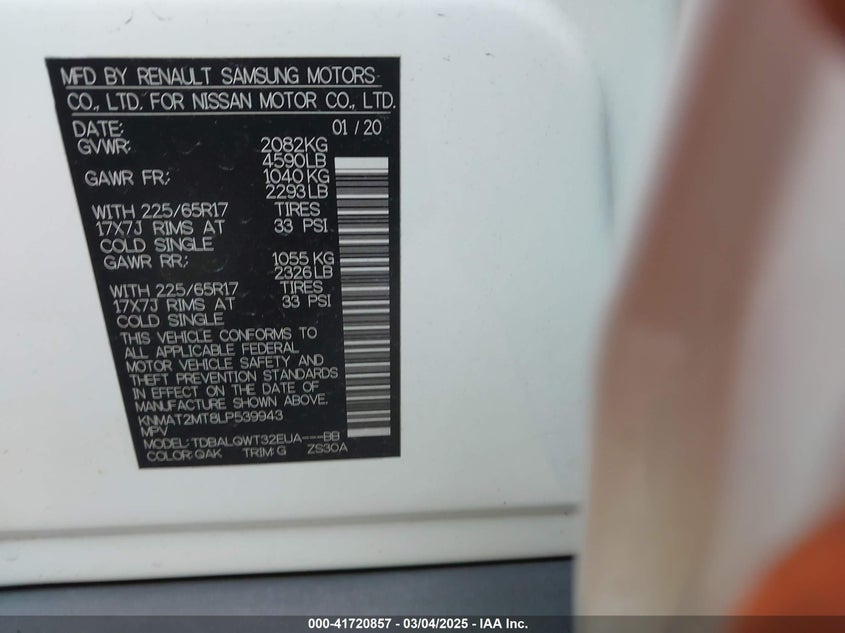 MFD BY RENAULT SAMSUNG MOTORS
CO., LTD. FOR NISSAN MOTOR CO., LTD.
DATE: 01 / 20
GVWR: 2082KG
4590LB
GAWR FR: 1040KG
2293LB
WITH 225/65R17 TIRES
17X7J RIMS AT 33 PSI
COLD SINGLE
GAWR RR: 1055KG
2326LB
WITH 225/65R17 TIRES
17X7J RIMS AT 33 PSI
COLD SINGLE
THIS VEHICLE CONFORMS TO
ALL APPLICABLE FEDERAL
MOTOR VEHICLE SAFETY AND
THEFT PREVENTION STANDARDS
IN EFFECT ON THE DATE OF
MANUFACTURE SHOWN ABOVE.
KNMAT2MT8LP539943
MPV
MODEL: TDBALQWT32EUA---BB
COLOR: QAK TRIM: G ZS30A
000-41720857 — 03/04/2025 — IAA Inc.